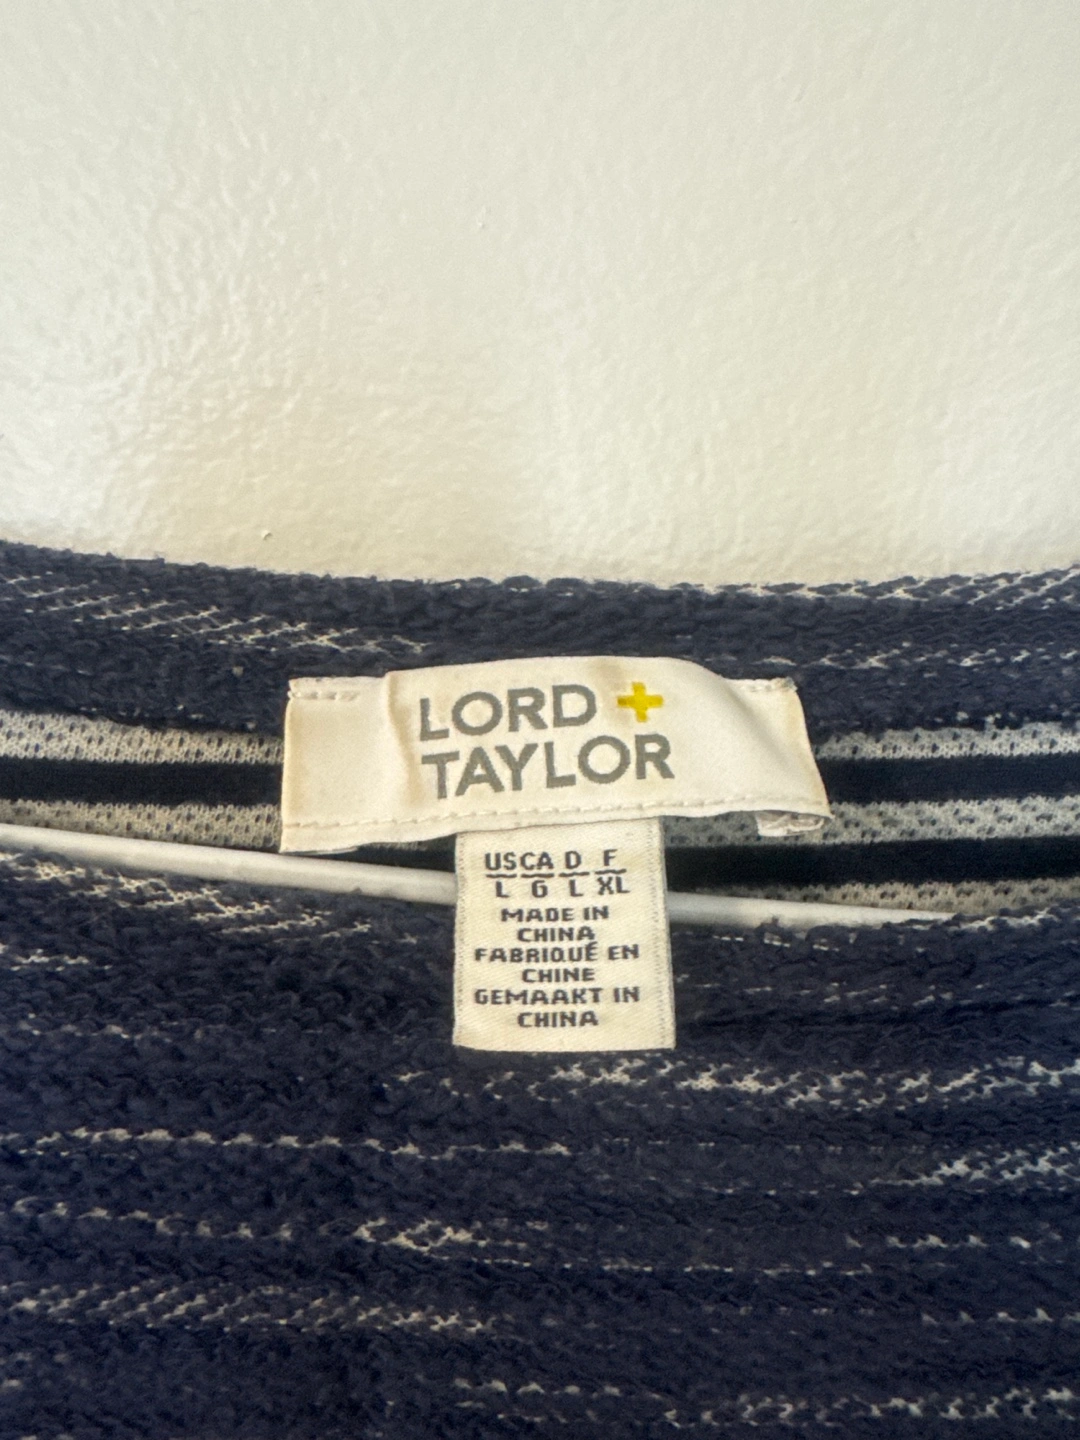 LORD +
TAYLOR
USCA D F
L G L XL
MADE IN
CHINA
FABRIQUÉ EN
CHINE
GEMAAKT IN
CHINA